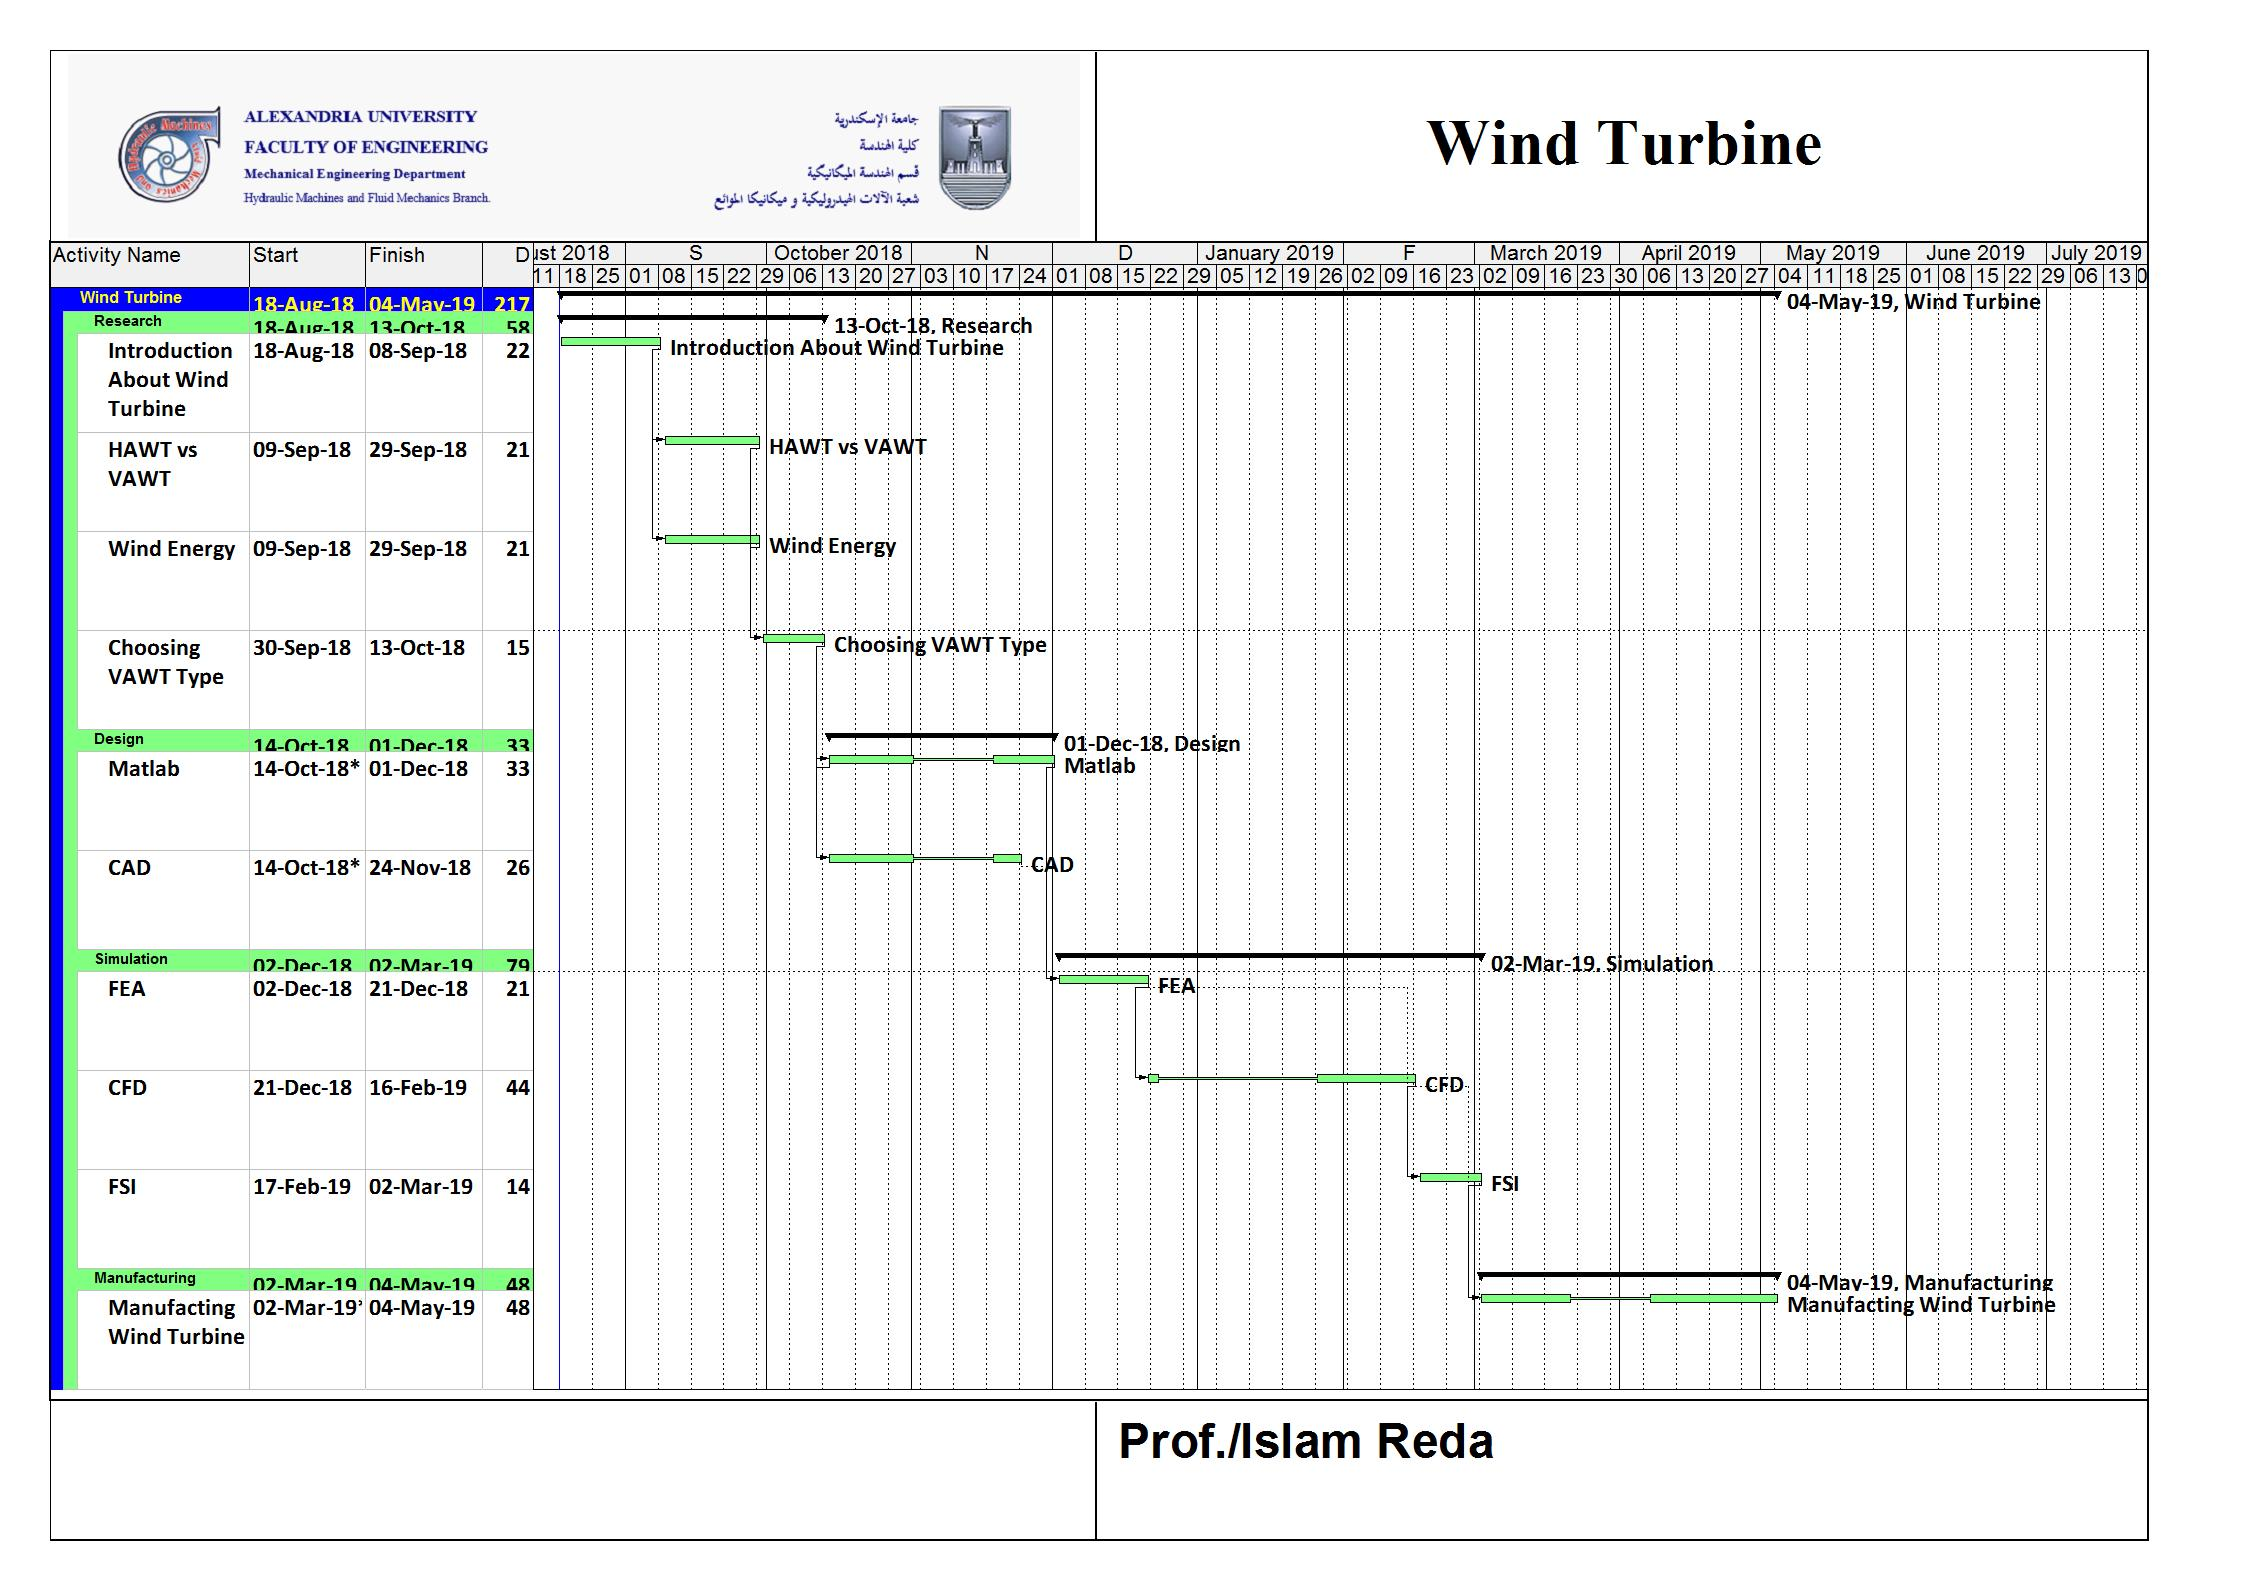 ALEXANDRIA UNIVERSITY
FACULTY OF ENGINEERING
Mechanical Engineering Department
Hydraulic Machines and Fluid Mechanics Branch.
جامعة الإسكندرية
كلية الهندسة
قسم الهندسة الميكانيكية
شعبة الآلات الهيدروليكية و ميكانيكا الموائع
Wind Turbine
Activity Name Start Finish D
ust 2018 S October 2018 N D January 2019 F March 2019 April 2019 May 2019 June 2019 July 2019
11 18 25 01 08 15 22 29 06 13 20 27 03 10 17 24 01 08 15 22 29 05 12 19 26 02 09 16 23 02 09 16 23 30 06 13 20 27 04 11 18 25 01 08 15 22 29 06 13 0
Wind Turbine 18-Aug-18 04-May-19 217
04-May-19, Wind Turbine
Research 18-Aug-18 13-Oct-18 58
13-Oct-18, Research
Introduction 18-Aug-18 08-Sep-18 22
About Wind
Turbine
Introduction About Wind Turbine
HAWT vs 09-Sep-18 29-Sep-18 21
VAWT
HAWT vs VAWT
Wind Energy 09-Sep-18 29-Sep-18 21
Wind Energy
Choosing 30-Sep-18 13-Oct-18 15
VAWT Type
Choosing VAWT Type
Design 14-Oct-18 01-Dec-18 33
01-Dec-18, Design
Matlab 14-Oct-18* 01-Dec-18 33
Matlab
CAD 14-Oct-18* 24-Nov-18 26
CAD
Simulation 02-Dec-18 02-Mar-19 79
02-Mar-19, Simulation
FEA 02-Dec-18 21-Dec-18 21
FEA
CFD 21-Dec-18 16-Feb-19 44
CFD
FSI 17-Feb-19 02-Mar-19 14
FSI
Manufacturing 02-Mar-19 04-May-19 48
04-May-19, Manufacturing
Manufacting 02-Mar-19* 04-May-19 48
Wind Turbine
Manufacting Wind Turbine
Prof./Islam Reda